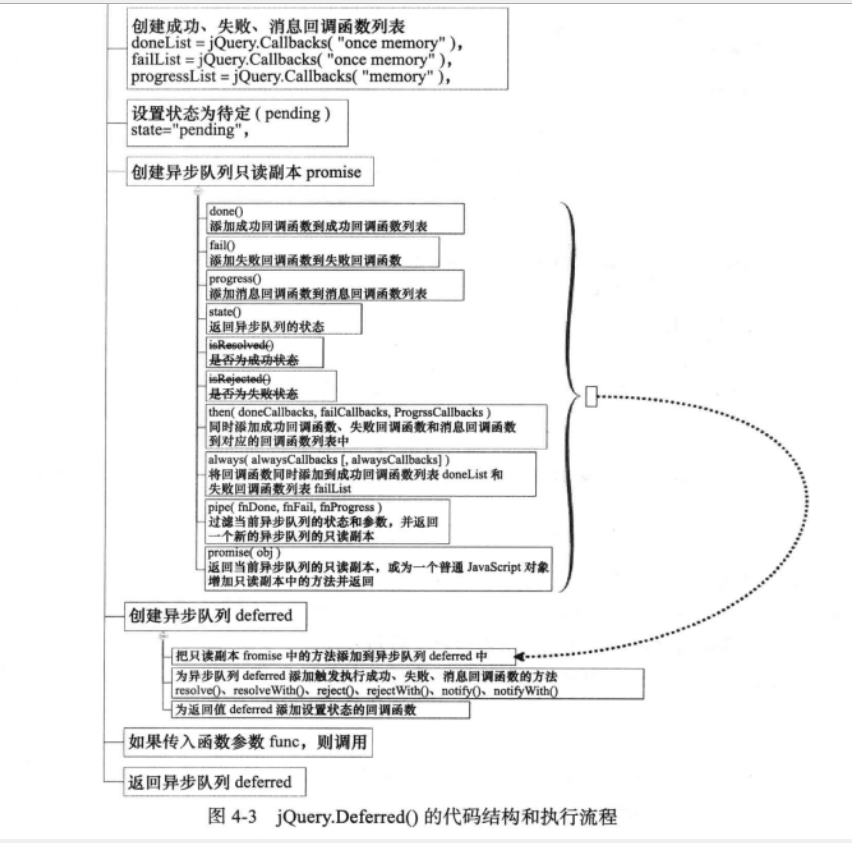 创建成功、失败、消息回调函数列表
doneList = jQuery.Callbacks( "once memory" ),
failList = jQuery.Callbacks( "once memory" ),
progressList = jQuery.Callbacks( "memory" ),
设置状态为待定 ( pending )
state="pending",
创建异步队列只读副本 promise
done()
添加成功回调函数到成功回调函数列表
fail()
添加失败回调函数到失败回调函数
progress()
添加消息回调函数到消息回调函数列表
state()
返回异步队列的状态
isResolved()
是否为成功状态
isRejected()
是否为失败状态
then( doneCallbacks, failCallbacks, ProgrssCallbacks )
同时添加成功回调函数、失败回调函数和消息回调函数
到对应的回调函数列表中
always( alwaysCallbacks [, alwaysCallbacks] )
将回调函数同时添加到成功回调函数列表 doneList 和
失败回调函数列表 failList
pipe( fnDone, fnFail, fnProgress )
过滤当前异步队列的状态和参数，并返回
一个新的异步队列的只读副本
promise( obj )
返回当前异步队列的只读副本，或为一个普通 JavaScript 对象
增加只读副本中的方法并返回
创建异步队列 deferred
把只读副本 fromise 中的方法添加到异步队列 deferred 中
为异步队列 deferred 添加触发执行成功、失败、消息回调函数的方法
resolve()、resolveWith()、reject()、rejectWith()、notify()、notifyWith()
为返回值 deferred 添加设置状态的回调函数
如果传入函数参数 func，则调用
返回异步队列 deferred
图 4-3 jQuery.Deferred() 的代码结构和执行流程